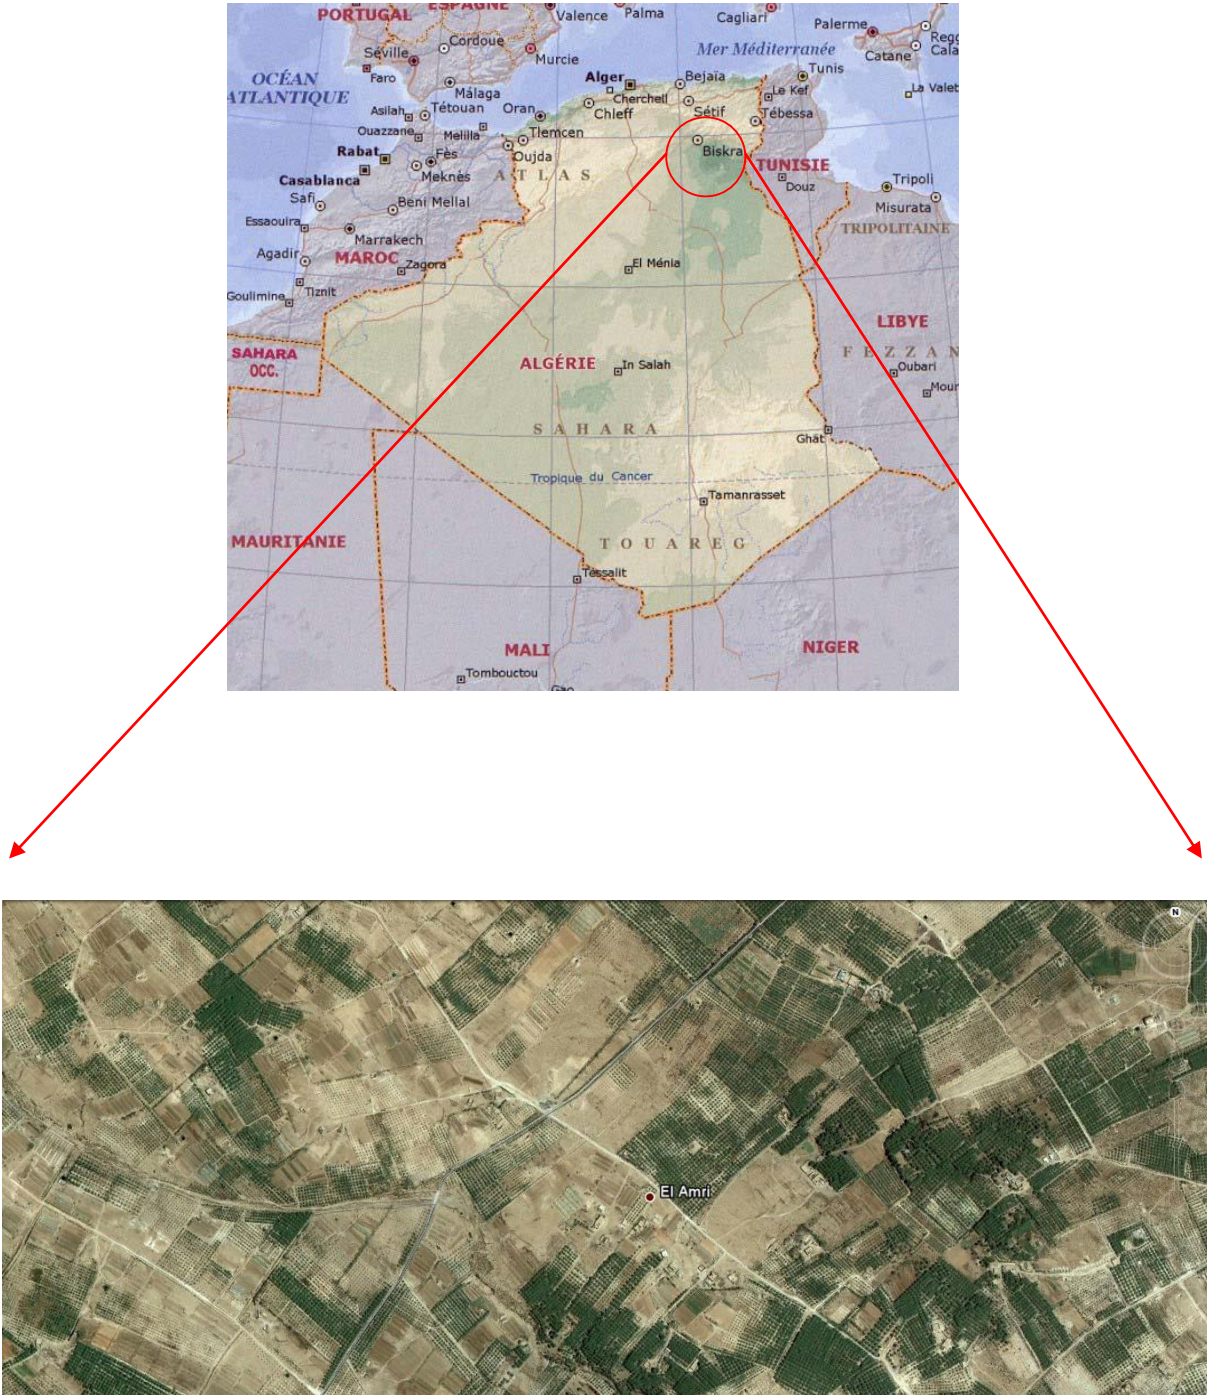 PORTUGAL
ESPAGNE
Valence
Palma
Cagliari
Palerme
Cordoue
Séville
Murcie
Mer Méditerranée
Catane
Faro
Tunis
OCÉAN
ATLANTIQUE
Málaga
Alger
Bejaïa
Le Kef
La Valet
Cherchell
Asilah
Tétouan
Oran
Chleff
Sétif
Tébessa
Ouazzane
Melilla
Tlemcen
Rabat
Fès
Oujda
Biskra
TUNISIE
Casablanca
Meknès
ATLAS
Douz
Tripoli
Safi
Beni Mellal
Misurata
Essaouira
TRIPOLITAINE
Marrakech
Agadir
MAROC
Zagora
El Ménia
Goulimine
Tiznit
LIBYE
SAHARA
OCC.
FEZZAN
ALGÉRIE
In Salah
Oubari
Mour
SAHARA
Ghât
Tropique du Cancer
Tamanrasset
MAURITANIE
TOUAREG
Tessalit
MALI
NIGER
Tombouctou
Gao
N
El Amri